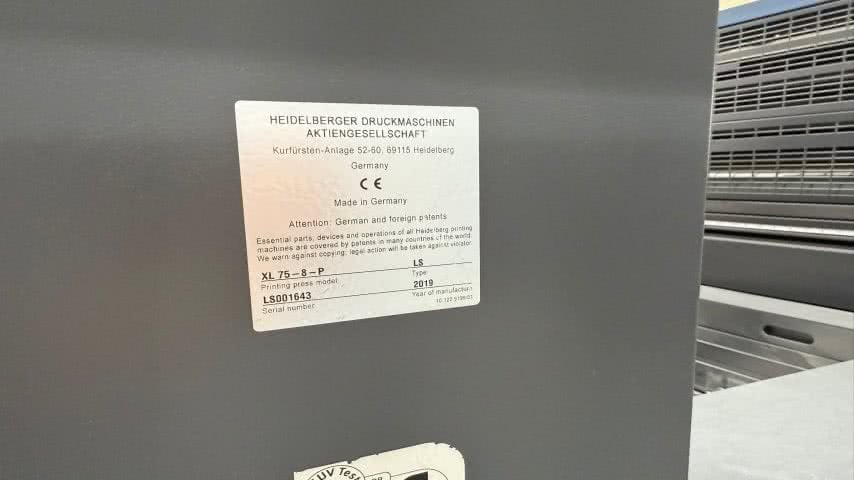 HEIDELBERGER DRUCKMASCHINEN
AKTIENGESELLSCHAFT
Kurfürsten-Anlage 52-60, 69115 Heidelberg
Germany
CE
Made in Germany
Attention: German and foreign patents
Essential parts, devices and operations of all Heidelberg printing
machines are covered by patents in many countries of the world.
We warn against copying; legal action will be taken against violator.
XL 75-8-P LS
Printing press model: Type:
LS001643 2019
Serial number: Year of manufacture:
UV Test